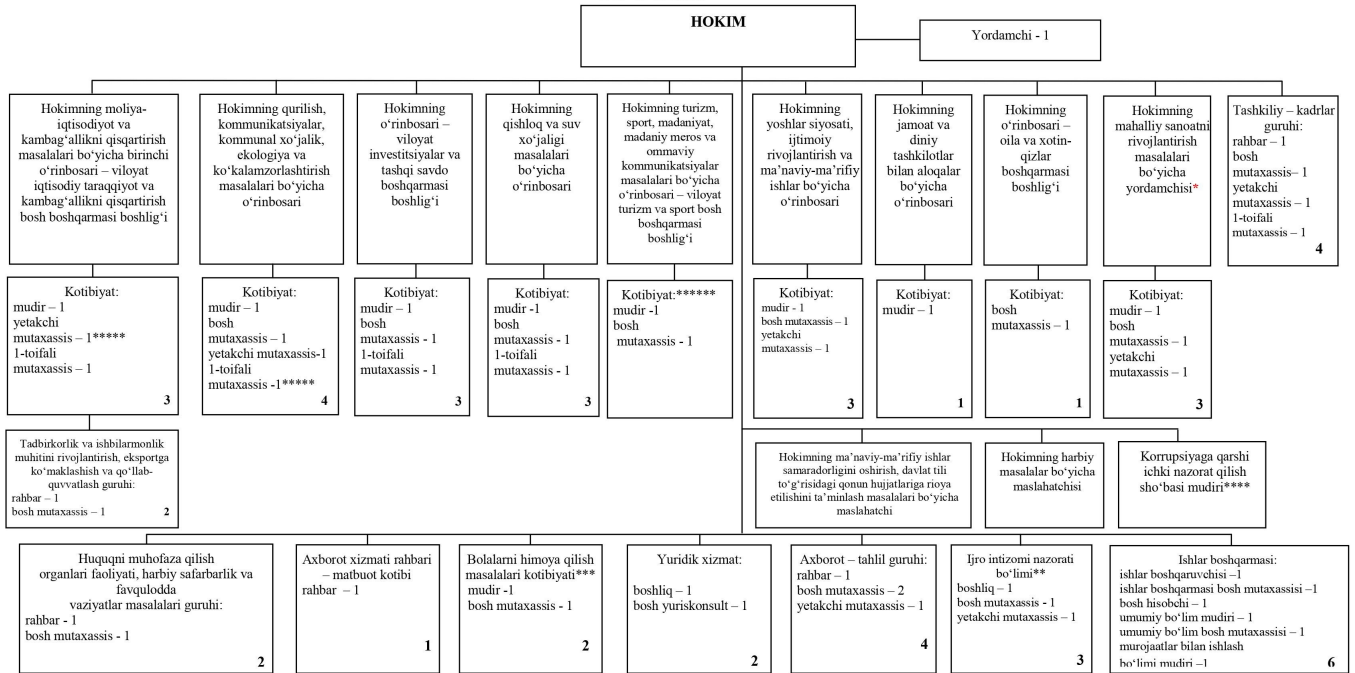 HOKIM
Yordamchi - 1
Hokimning moliya-
iqtisodiyot va
kambag‘allikni qisqartirish
masalalari bo‘yicha birinchi
o‘rinbosari – viloyat
iqtisodiy taraqqiyot va
kambag‘allikni qisqartirish
bosh boshqarmasi boshlig‘i
Hokimning qurilish,
kommunikatsiyalar,
kommunal xo‘jalik,
ekologiya va
ko‘kalamzorlashtirish
masalalari bo‘yicha
o‘rinbosari
Hokimning
o‘rinbosari –
viloyat
investitsiyalar va
tashqi savdo
boshqarmasi
boshlig‘i
Hokimning
qishloq va suv
xo‘jaligi
masalalari
bo‘yicha
o‘rinbosari
Hokimning turizm,
sport, madaniyat,
madaniy meros va
ommaviy
kommunikatsiyalar
masalalari bo‘yicha
o‘rinbosari – viloyat
turizm va sport bosh
boshqarmasi
boshlig‘i
Hokimning
yoshlar siyosati,
ijtimoiy
rivojlantirish va
ma’naviy-ma’rifiy
ishlar bo‘yicha
o‘rinbosari
Hokimning
jamoat va
diniy
tashkilotlar
bilan aloqalar
bo‘yicha
o‘rinbosari
Hokimning
o‘rinbosari –
oila va xotin-
qizlar
boshqarmasi
boshlig‘i
Hokimning
mahalliy sanoatni
rivojlantirish
masalalari
bo‘yicha
yordamchisi*
Tashkiliy – kadrlar
guruhi:
rahbar – 1
bosh
mutaxassis– 1
yetakchi
mutaxassis – 1
1-toifali
mutaxassis – 1
4
Kotibiyat:
mudir – 1
yetakchi
mutaxassis – 1*****
1-toifali
mutaxassis – 1
3
Kotibiyat:
mudir – 1
bosh
mutaxassis – 1
yetakchi mutaxassis-1
1-toifali
mutaxassis -1*****
4
Kotibiyat:
mudir – 1
bosh
mutaxassis - 1
1-toifali
mutaxassis - 1
3
Kotibiyat:
mudir -1
bosh
mutaxassis - 1
1-toifali
mutaxassis - 1
3
Kotibiyat:******
mudir -1
bosh
mutaxassis - 1
Kotibiyat:
mudir - 1
bosh mutaxassis – 1
yetakchi
mutaxassis – 1
3
Kotibiyat:
mudir – 1
1
Kotibiyat:
bosh
mutaxassis – 1
1
Kotibiyat:
mudir – 1
bosh
mutaxassis – 1
yetakchi
mutaxassis – 1
3
Tadbirkorlik va ishbilarmonlik
muhitini rivojlantirish, eksportga
ko‘maklashish va qo‘llab-
quvvatlash guruhi:
rahbar – 1
bosh mutaxassis – 1
2
Hokimning ma’naviy-ma’rifiy ishlar
samaradorligini oshirish, davlat tili
to‘g‘risidagi qonun hujjatlariga rioya
etilishini ta’minlash masalalari bo‘yicha
maslahatchi
Hokimning harbiy
masalalar bo‘yicha
maslahatchisi
Korrupsiyaga qarshi
ichki nazorat qilish
sho‘basi mudiri****
Huquqni muhofaza qilish
organlari faoliyati, harbiy safarbarlik va
favqulodda
vaziyatlar masalalari guruhi:
rahbar - 1
bosh mutaxassis - 1
2
Axborot xizmati rahbari
– matbuot kotibi
rahbar – 1
1
Bolalarni himoya qilish
masalalari kotibiyati***
mudir -1
bosh mutaxassis - 1
2
Yuridik xizmat:
boshliq – 1
bosh yuriskonsult – 1
2
Axborot – tahlil guruhi:
rahbar – 1
bosh mutaxassis – 2
yetakchi mutaxassis – 1
4
Ijro intizomi nazorati
bo‘limi**
boshliq – 1
bosh mutaxassis - 1
yetakchi mutaxassis – 1
3
Ishlar boshqarmasi:
ishlar boshqaruvchisi –1
ishlar boshqarmasi bosh mutaxassisi –1
bosh hisobchi – 1
umumiy bo‘lim mudiri – 1
umumiy bo‘lim bosh mutaxassisi – 1
murojaatlar bilan ishlash
bo‘limi mudiri –1
6